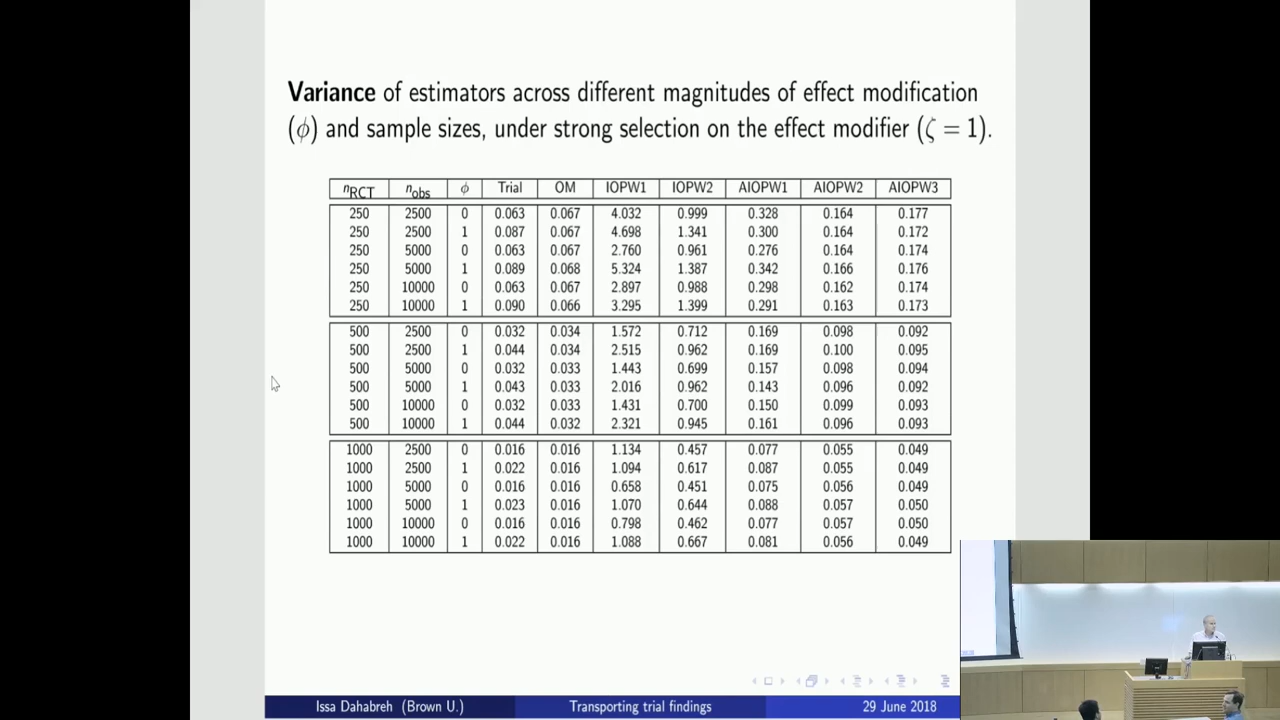 Variance of estimators across different magnitudes of effect modification
(ϕ) and sample sizes, under strong selection on the effect modifier (ζ = 1).
nRCT nobs ϕ Trial OM IOPW1 IOPW2 AIOPW1 AIOPW2 AIOPW3
250 2500 0 0.063 0.067 4.032 0.999 0.328 0.164 0.177
250 2500 1 0.087 0.067 4.698 1.341 0.300 0.164 0.172
250 5000 0 0.063 0.067 2.760 0.961 0.276 0.164 0.174
250 5000 1 0.089 0.068 5.324 1.387 0.342 0.166 0.176
250 10000 0 0.063 0.067 2.897 0.988 0.298 0.162 0.174
250 10000 1 0.090 0.066 3.295 1.399 0.291 0.163 0.173
500 2500 0 0.032 0.034 1.572 0.712 0.169 0.098 0.092
500 2500 1 0.044 0.034 2.515 0.962 0.169 0.100 0.095
500 5000 0 0.032 0.033 1.443 0.699 0.157 0.098 0.094
500 5000 1 0.043 0.033 2.016 0.962 0.143 0.096 0.092
500 10000 0 0.032 0.033 1.431 0.700 0.150 0.099 0.093
500 10000 1 0.044 0.032 2.321 0.945 0.161 0.096 0.093
1000 2500 0 0.016 0.016 1.134 0.457 0.077 0.055 0.049
1000 2500 1 0.022 0.016 1.094 0.617 0.087 0.055 0.049
1000 5000 0 0.016 0.016 0.658 0.451 0.075 0.056 0.049
1000 5000 1 0.023 0.016 1.070 0.644 0.088 0.057 0.050
1000 10000 0 0.016 0.016 0.798 0.462 0.077 0.057 0.050
1000 10000 1 0.022 0.016 1.088 0.667 0.081 0.056 0.049
Issa Dahabreh (Brown U.) Transporting trial findings 29 June 2018